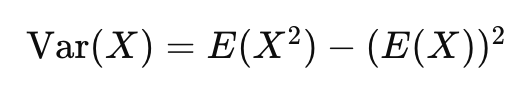 Var(X) = E(X²) − (E(X))²